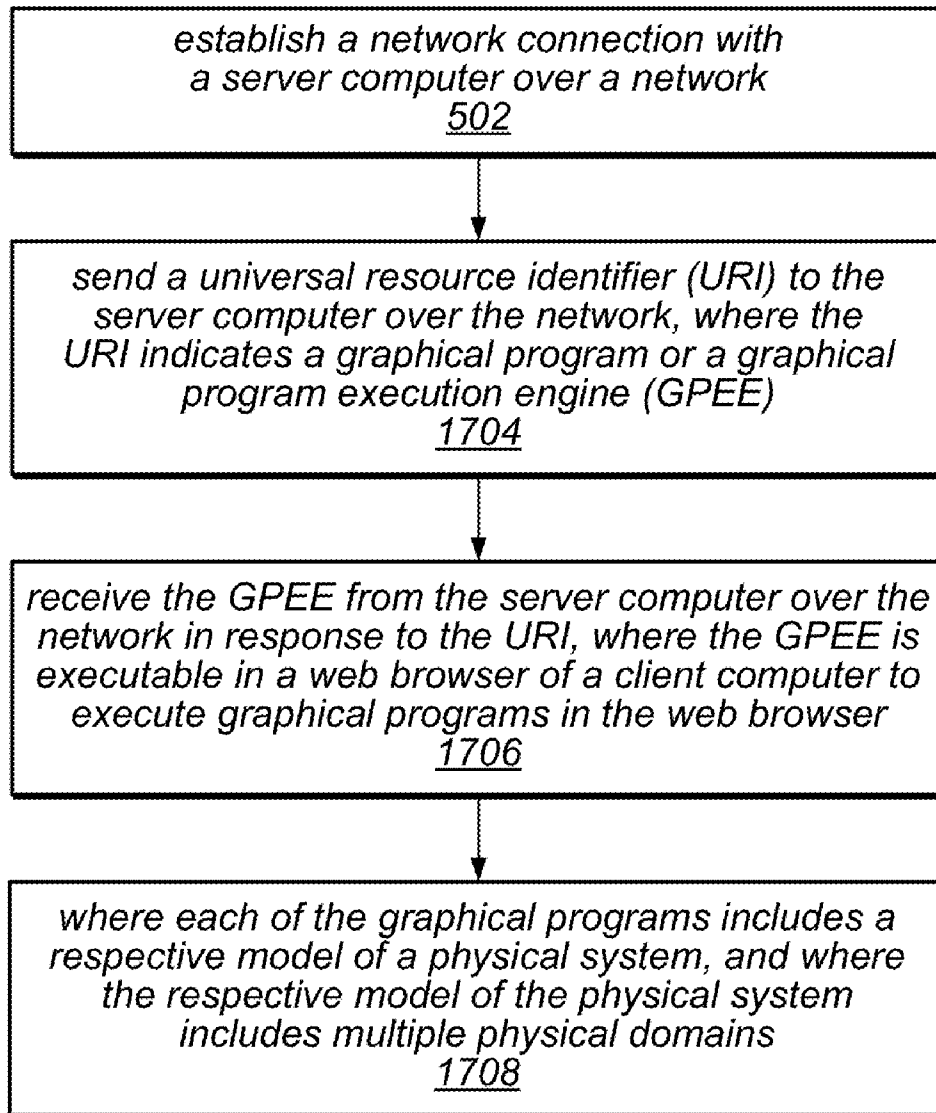 establish a network connection with
a server computer over a network
502
send a universal resource identifier (URI) to the
server computer over the network, where the
URI indicates a graphical program or a graphical
program execution engine (GPEE)
1704
receive the GPEE from the server computer over the
network in response to the URI, where the GPEE is
executable in a web browser of a client computer to
execute graphical programs in the web browser
1706
where each of the graphical programs includes a
respective model of a physical system, and where
the respective model of the physical system
includes multiple physical domains
1708